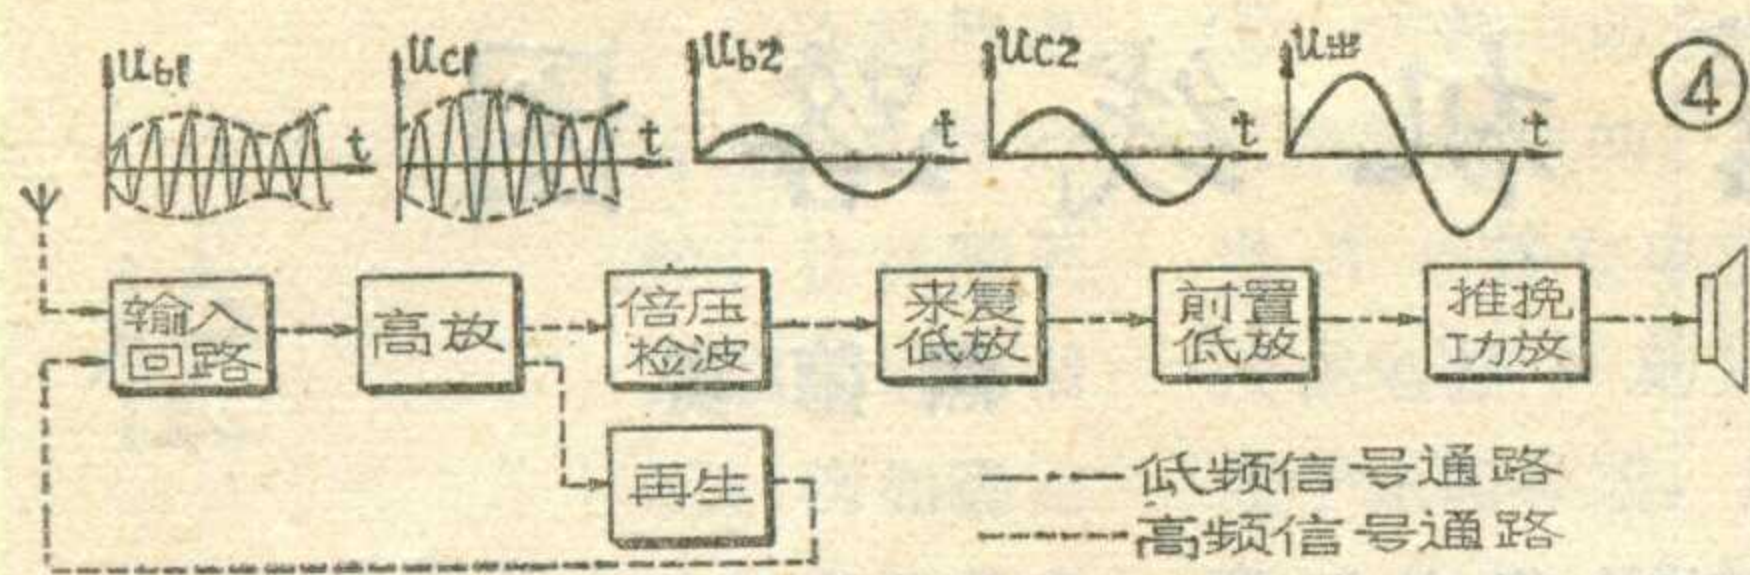 Ub1
Uc1
Ub2
Uc2
U出
④
t
t
t
t
t
输入
回路
高放
倍压
检波
来复
低放
前置
低放
推挽
功放
再生
低频信号通路
高频信号通路